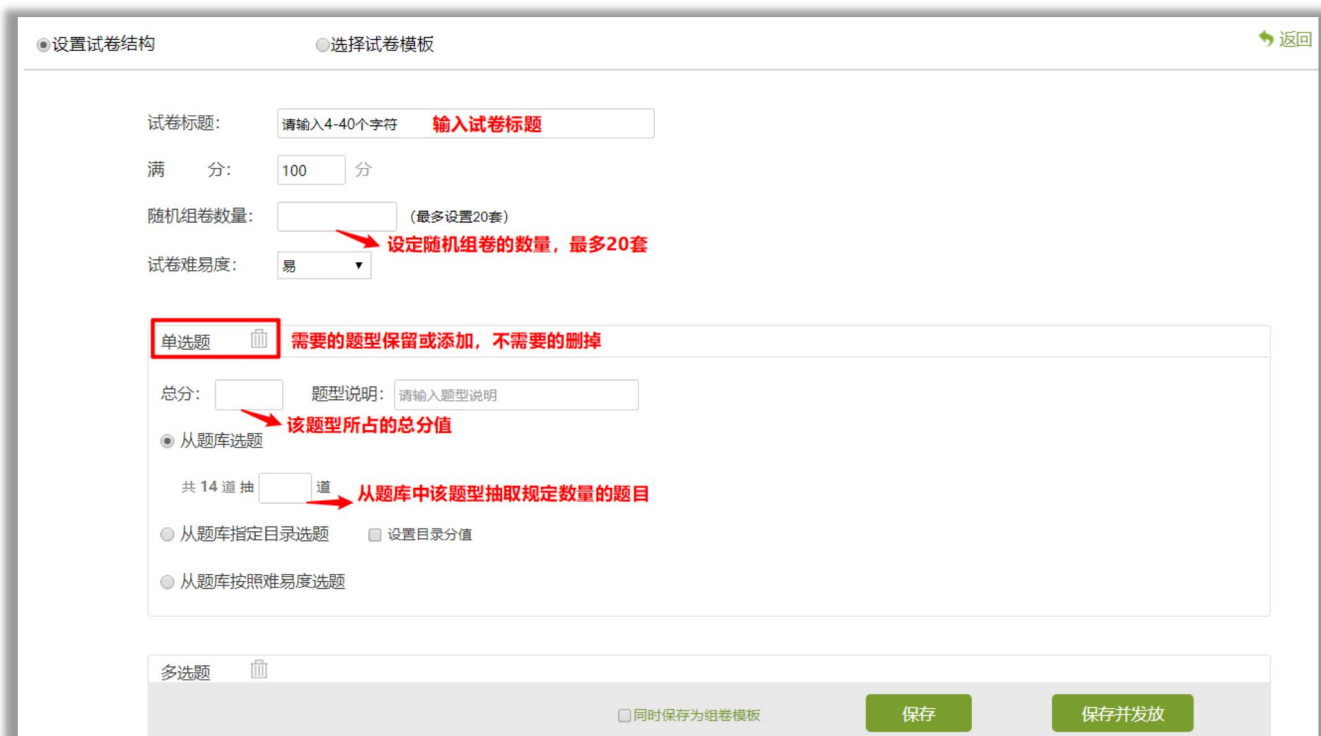 设置试卷结构 选择试卷模板 返回
试卷标题： 请输入4-40个字符 输入试卷标题
满 分： 100 分
随机组卷数量： （最多设置20套）
设定随机组卷的数量，最多20套
试卷难易度： 易
单选题 需要的题型保留或添加，不需要的删掉
总分： 题型说明： 请输入题型说明
该题型所占的总分值
从题库选题
共 14 道 抽 道
从题库中该题型抽取规定数量的题目
从题库指定目录选题 设置目录分值
从题库按照难易度选题
多选题
同时保存为组卷模板 保存 保存并发放